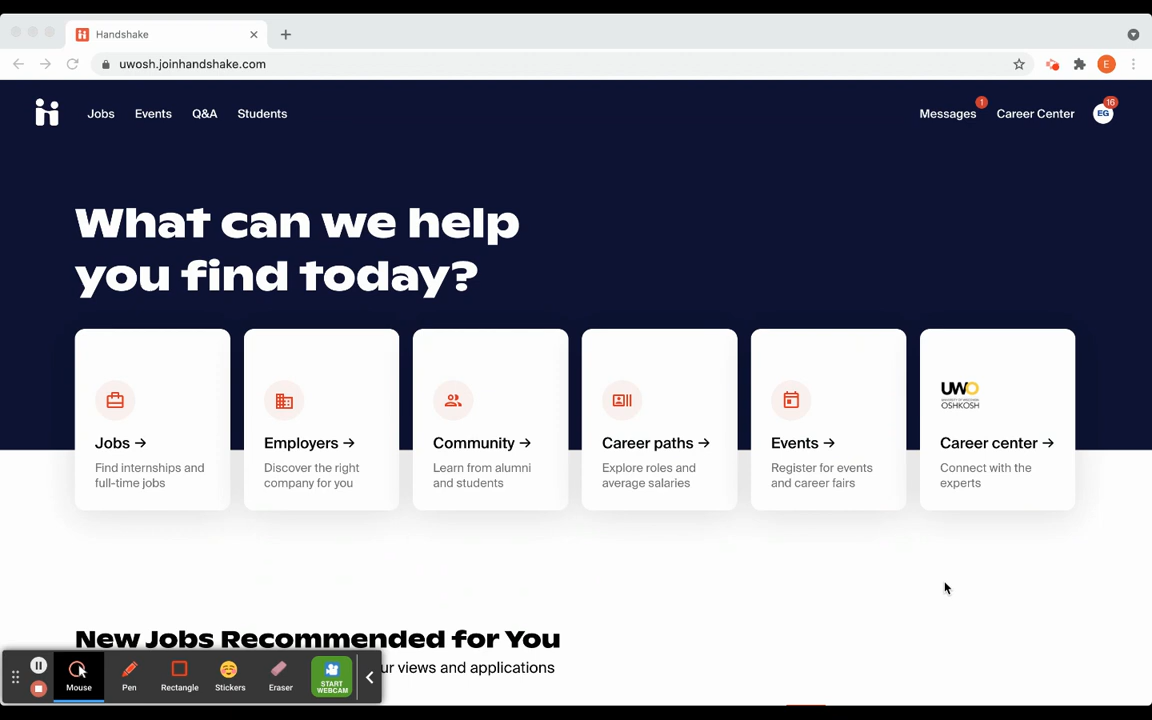 Handshake
uwosh.joinhandshake.com
E
Jobs Events Q&A Students
Messages 1 Career Center EG 16
What can we help
you find today?
Jobs →
Find internships and
full-time jobs
Employers →
Discover the right
company for you
Community →
Learn from alumni
and students
Career paths →
Explore roles and
average salaries
Events →
Register for events
and career fairs
UWO
OSHKOSH
Career center →
Connect with the
experts
New Jobs Recommended for You
ur views and applications
Mouse Pen Rectangle Stickers Eraser START
WEBCAM